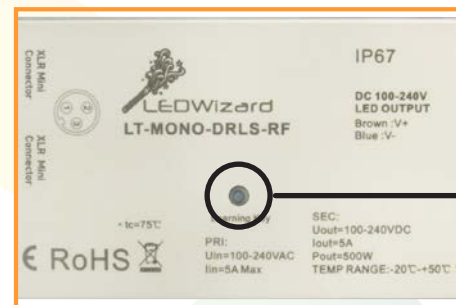 XLR Mini
Connector
XLR Mini
Connector
LEDWizard
LT-MONO-DRLS-RF
IP67
DC 100-240V
LED OUTPUT
Brown :V+
Blue :V-
Learning Key
tc=75℃
CE RoHS
PRI:
Uin=100-240VAC
Iin=5A Max
SEC:
Uout=100-240VDC
Iout=5A
Pout=500W
TEMP RANGE:-20℃-+50℃